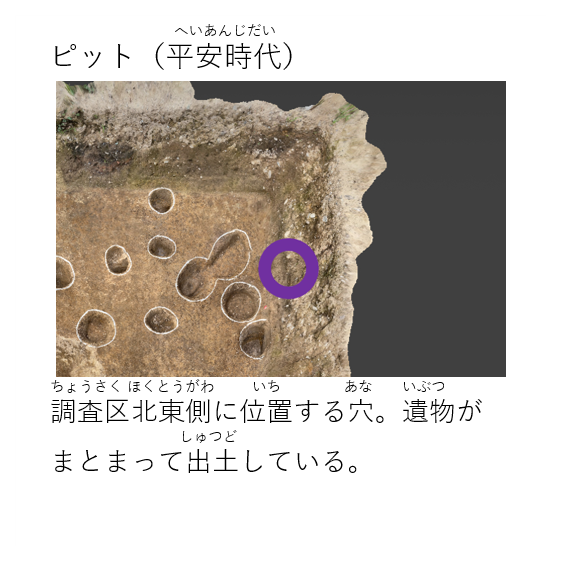 へいあんじだい
ピット（平安時代）
ちょうさく ほくとうがわ いち あな いぶつ
調査区北東側に位置する穴。遺物が
しゅつど
まとまって出土している。